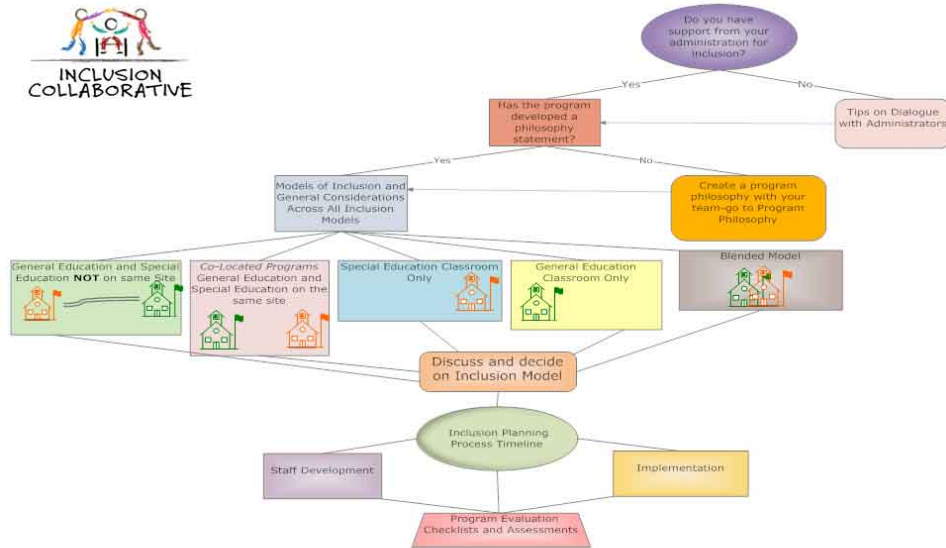 INCLUSION
COLLABORATIVE
Do you have
support from your
administration for
inclusion?
Yes
No
Has the program
developed a
philosophy
statement?
Tips on Dialogue
with Administrators
Yes
No
Models of Inclusion and
General Considerations
Across All Inclusion
Models
Create a program
philosophy with your
team-go to Program
Philosophy
General Education and Special
Education NOT on same Site
Co-Located Programs
General Education and
Special Education on the
same site
Special Education Classroom
Only
General Education
Classroom Only
Blended Model
Discuss and decide
on Inclusion Model
Inclusion Planning
Process Timeline
Staff Development
Implementation
Program Evaluation
Checklists and Assessments